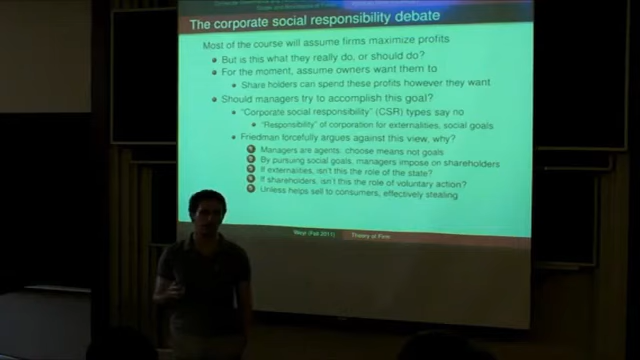 The corporate social responsibility debate
Most of the course will assume firms maximize profits
But is this what they really do, or should do?
For the moment, assume owners want them to
Share holders can spend these profits however they want
Should managers try to accomplish this goal?
"Corporate social responsibility" (CSR) types say no
"Responsibility" of corporation for externalities, social goals
Friedman forcefully argues against this view, why?
1 Managers are agents, choose means not goals
2 By pursuing social goals, managers impose on shareholders
3 If externalities, isn't this the role of the state?
4 If shareholders, isn't this the role of voluntary action?
5 Unless helps sell to consumers, effectively stealing
Weyl (Fall 2011) Theory of Firm